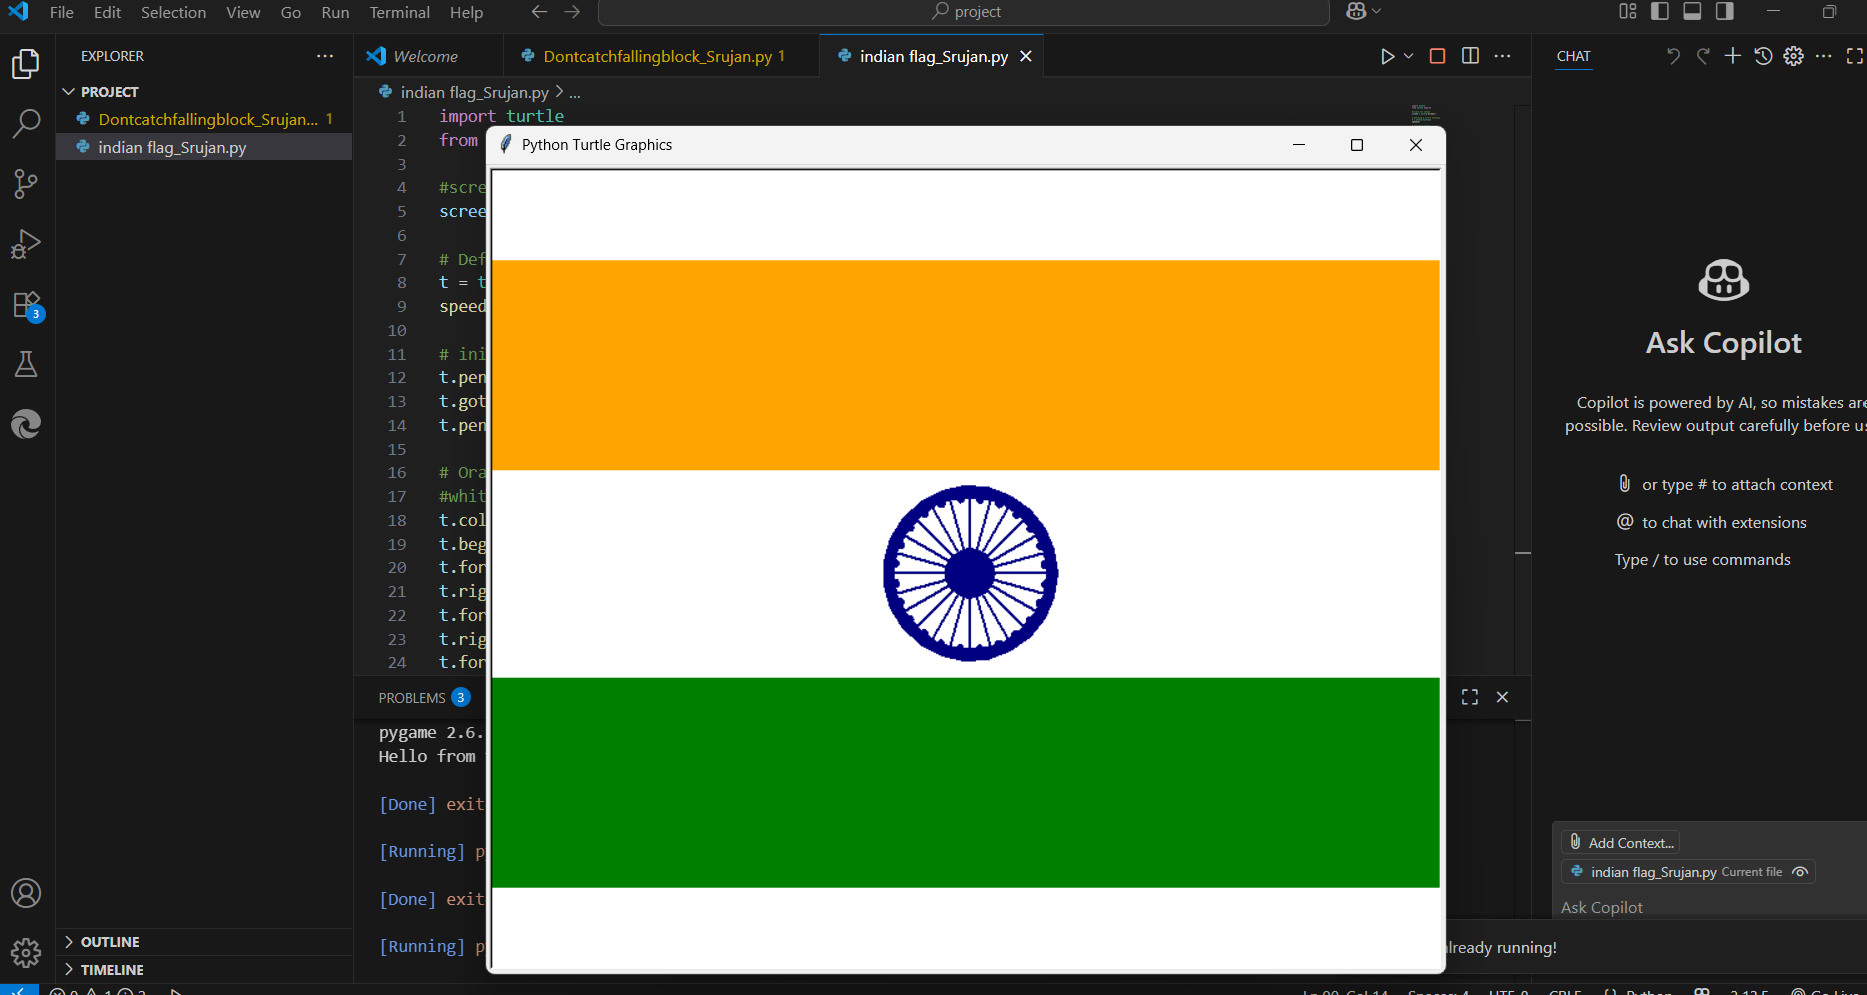 File Edit Selection View Go Run Terminal Help
project
EXPLORER
PROJECT
Dontcatchfallingblock_Srujan... 1
indian flag_Srujan.py
OUTLINE
TIMELINE
3
Welcome
Dontcatchfallingblock_Srujan.py 1
indian flag_Srujan.py
indian flag_Srujan.py > ...
1 import turtle
2 from
3
4 #scre
5 scree
6
7 # Def
8 t = t
9 speed
10
11 # ini
12 t.pen
13 t.got
14 t.pen
15
16 # Ora
17 #whit
18 t.col
19 t.beg
20 t.for
21 t.rig
22 t.for
23 t.rig
24 t.for
Python Turtle Graphics
PROBLEMS 3
pygame 2.6.
Hello from
[Done] exit
[Running] p
[Done] exit
[Running] p
CHAT
Ask Copilot
Copilot is powered by AI, so mistakes are
possible. Review output carefully before us
or type # to attach context
@ to chat with extensions
Type / to use commands
Add Context...
indian flag_Srujan.py Current file
Ask Copilot
already running!